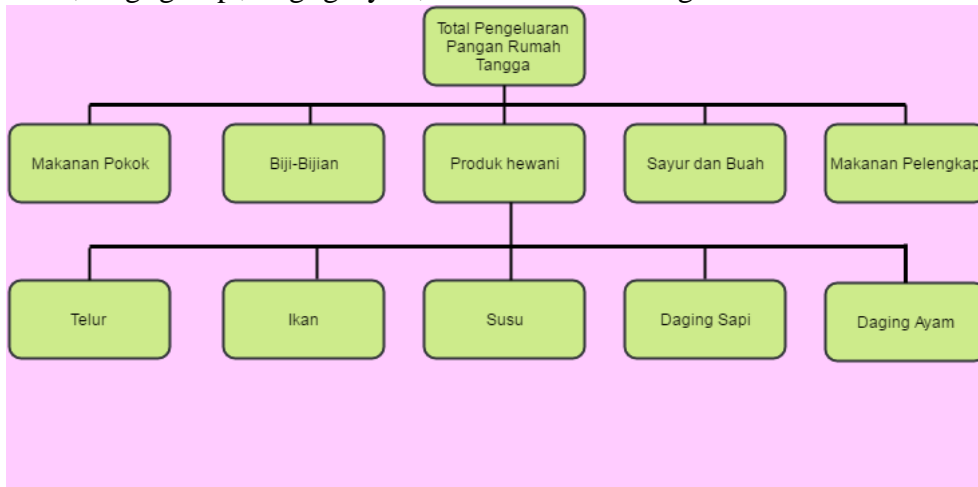 Total Pengeluaran
Pangan Rumah
Tangga
Makanan Pokok
Biji-Bijian
Produk hewani
Sayur dan Buah
Makanan Pelengkap
Telur
Ikan
Susu
Daging Sapi
Daging Ayam